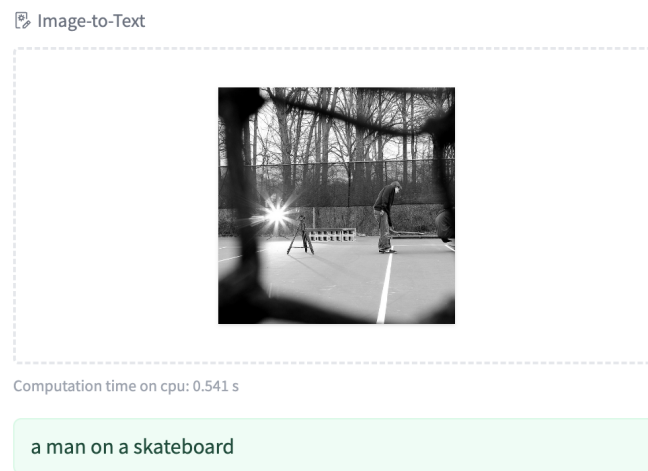 Image-to-Text
Computation time on cpu: 0.541 s
a man on a skateboard